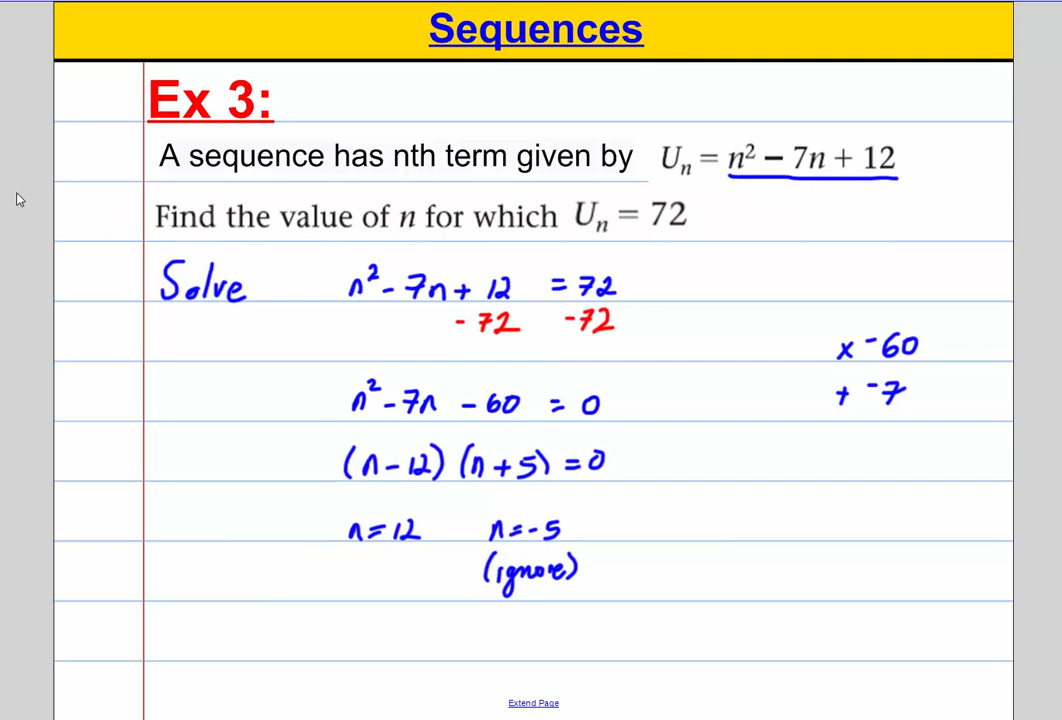 Sequences
Ex 3:
A sequence has nth term given by Uₙ = n² − 7n + 12
Find the value of n for which Uₙ = 72
Solve n² - 7n + 12 = 72
- 72 -72
x -60
n² - 7n - 60 = 0
+ -7
(n - 12) (n + 5) = 0
n = 12 n = -5
(ignore)
Extend Page